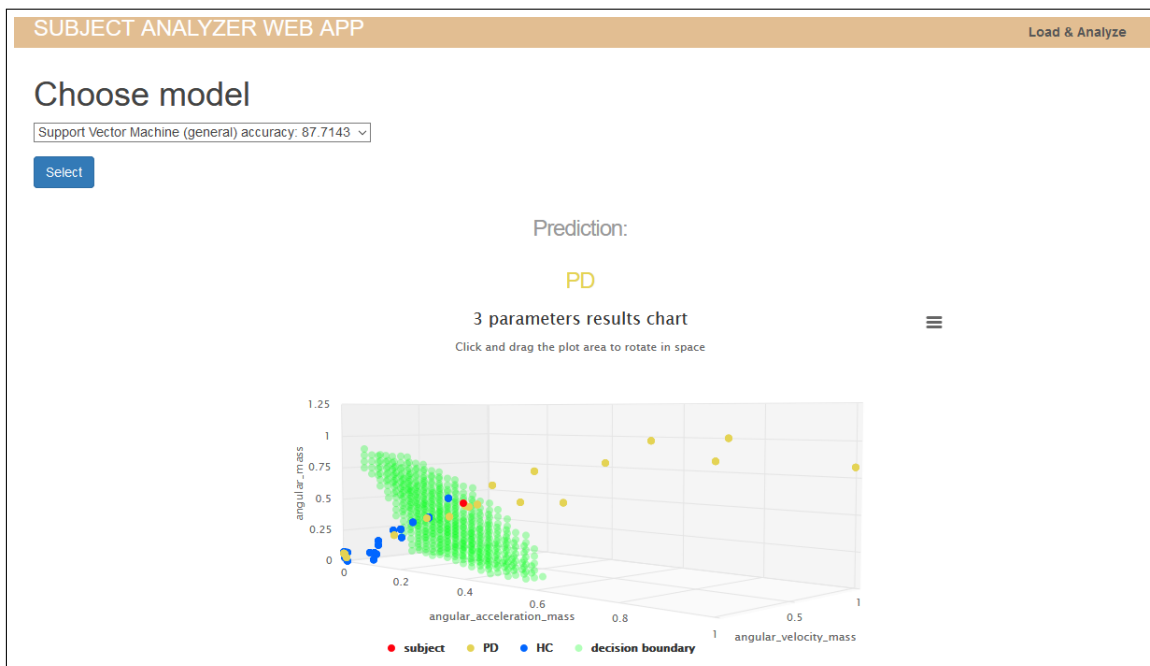 SUBJECT ANALYZER WEB APP
Load & Analyze
Choose model
Support Vector Machine (general) accuracy: 87.7143
Select
Prediction:
PD
3 parameters results chart
Click and drag the plot area to rotate in space
1.25
1
0.75
0.5
0.25
0
angular_mass
0
0.2
0.4
0.6
0.8
1
angular_acceleration_mass
0.5
1
angular_velocity_mass
subject PD HC decision boundary